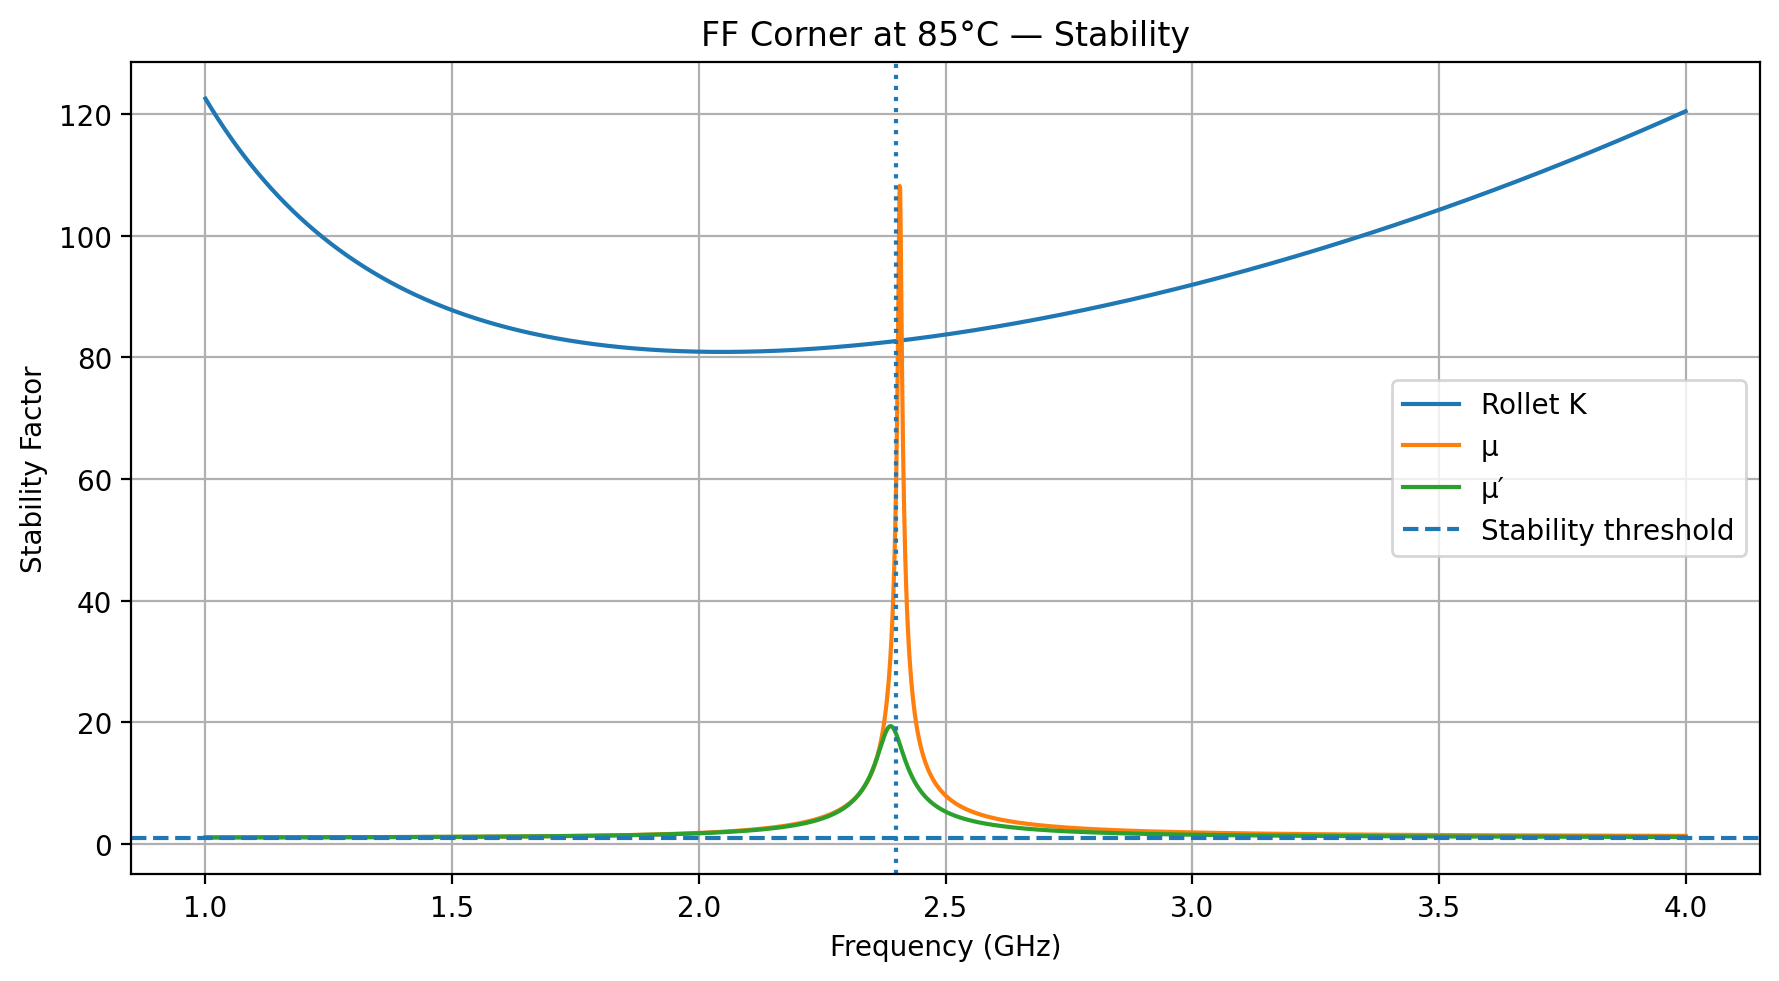 FF Corner at 85°C — Stability
Stability Factor
120
100
80
60
40
20
0
Rollet K
μ
μ′
Stability threshold
1.0 1.5 2.0 2.5 3.0 3.5 4.0
Frequency (GHz)